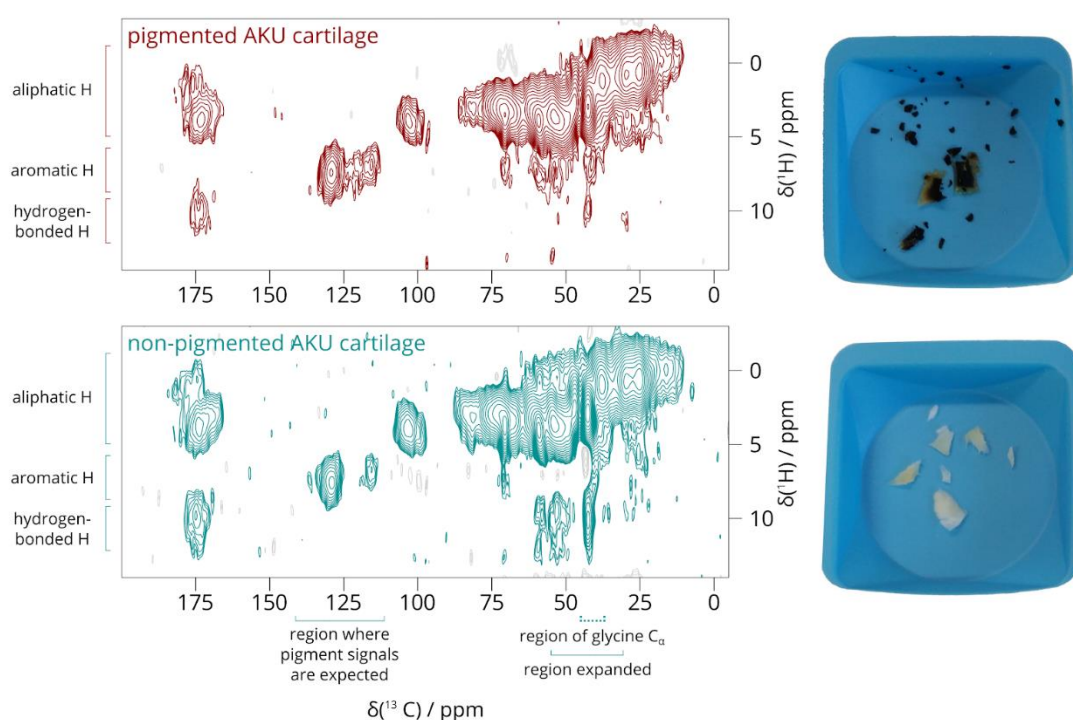 pigmented AKU cartilage
aliphatic H
aromatic H
hydrogen-
bonded H
0
5
10
δ(¹H) / ppm
175 150 125 100 75 50 25 0
non-pigmented AKU cartilage
aliphatic H
aromatic H
hydrogen-
bonded H
0
5
10
δ(¹H) / ppm
175 150 125 100 75 50 25 0
region where
pigment signals
are expected
region of glycine Cα
region expanded
δ(¹³ C) / ppm